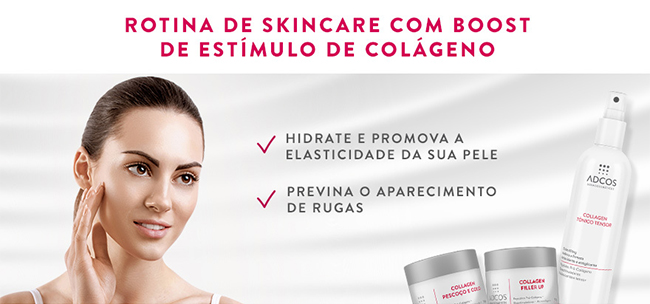 ROTINA DE SKINCARE COM BOOST
DE ESTÍMULO DE COLÁGENO
HIDRATE E PROMOVA A
ELASTICIDADE DA SUA PELE
PREVINA O APARECIMENTO
DE RUGAS
ADCOS
COLLAGEN
TÔNICO TENSOR
COLLAGEN
PESCOÇO E COLO
COLLAGEN
FILLER UP